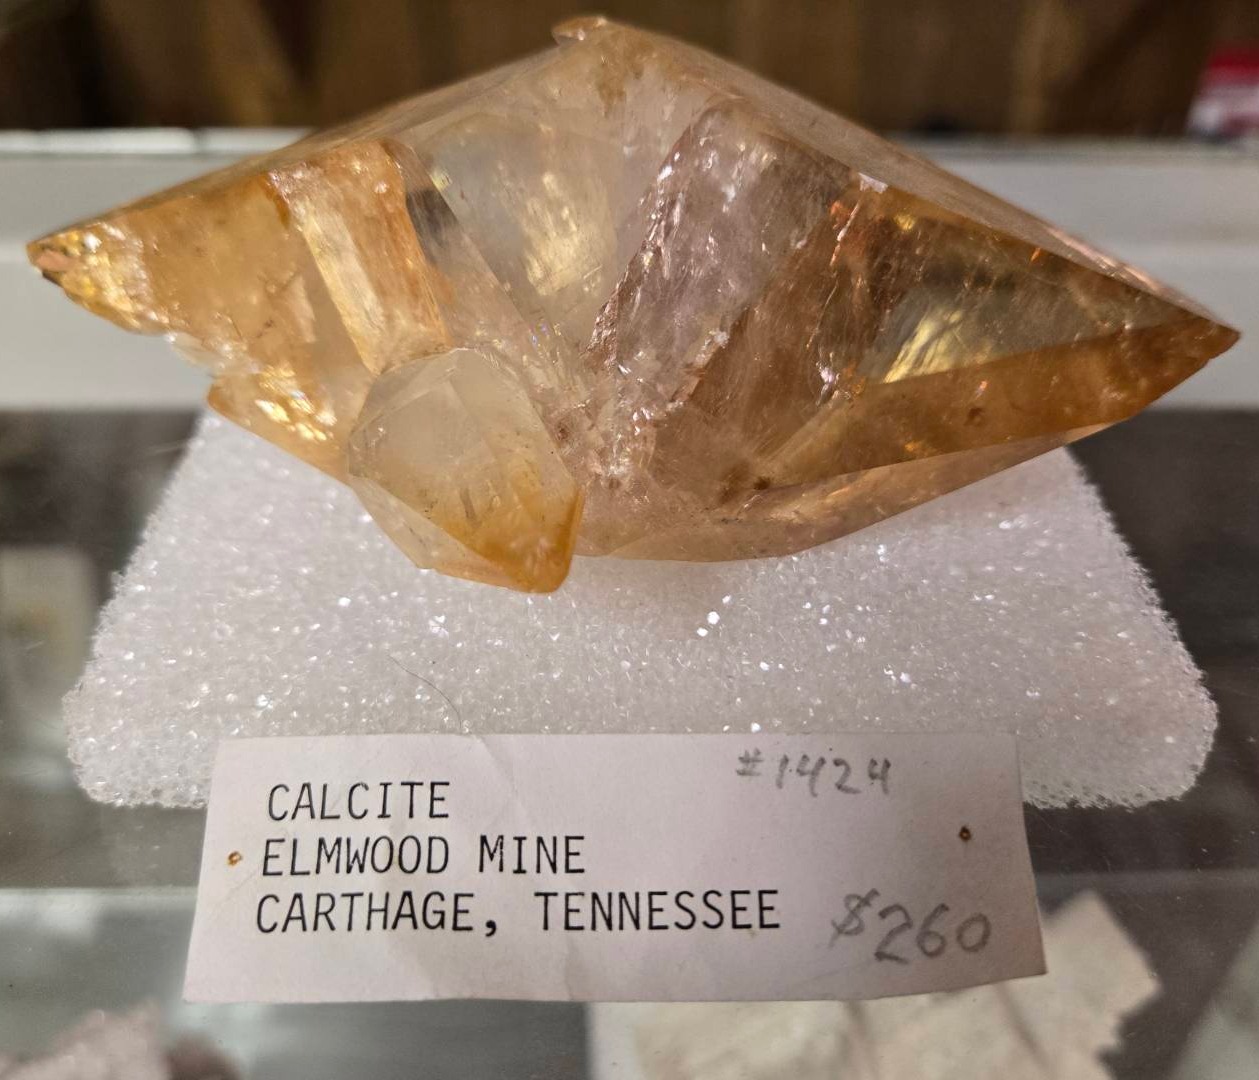 #1424
CALCITE
ELMWOOD MINE
CARTHAGE, TENNESSEE
$260